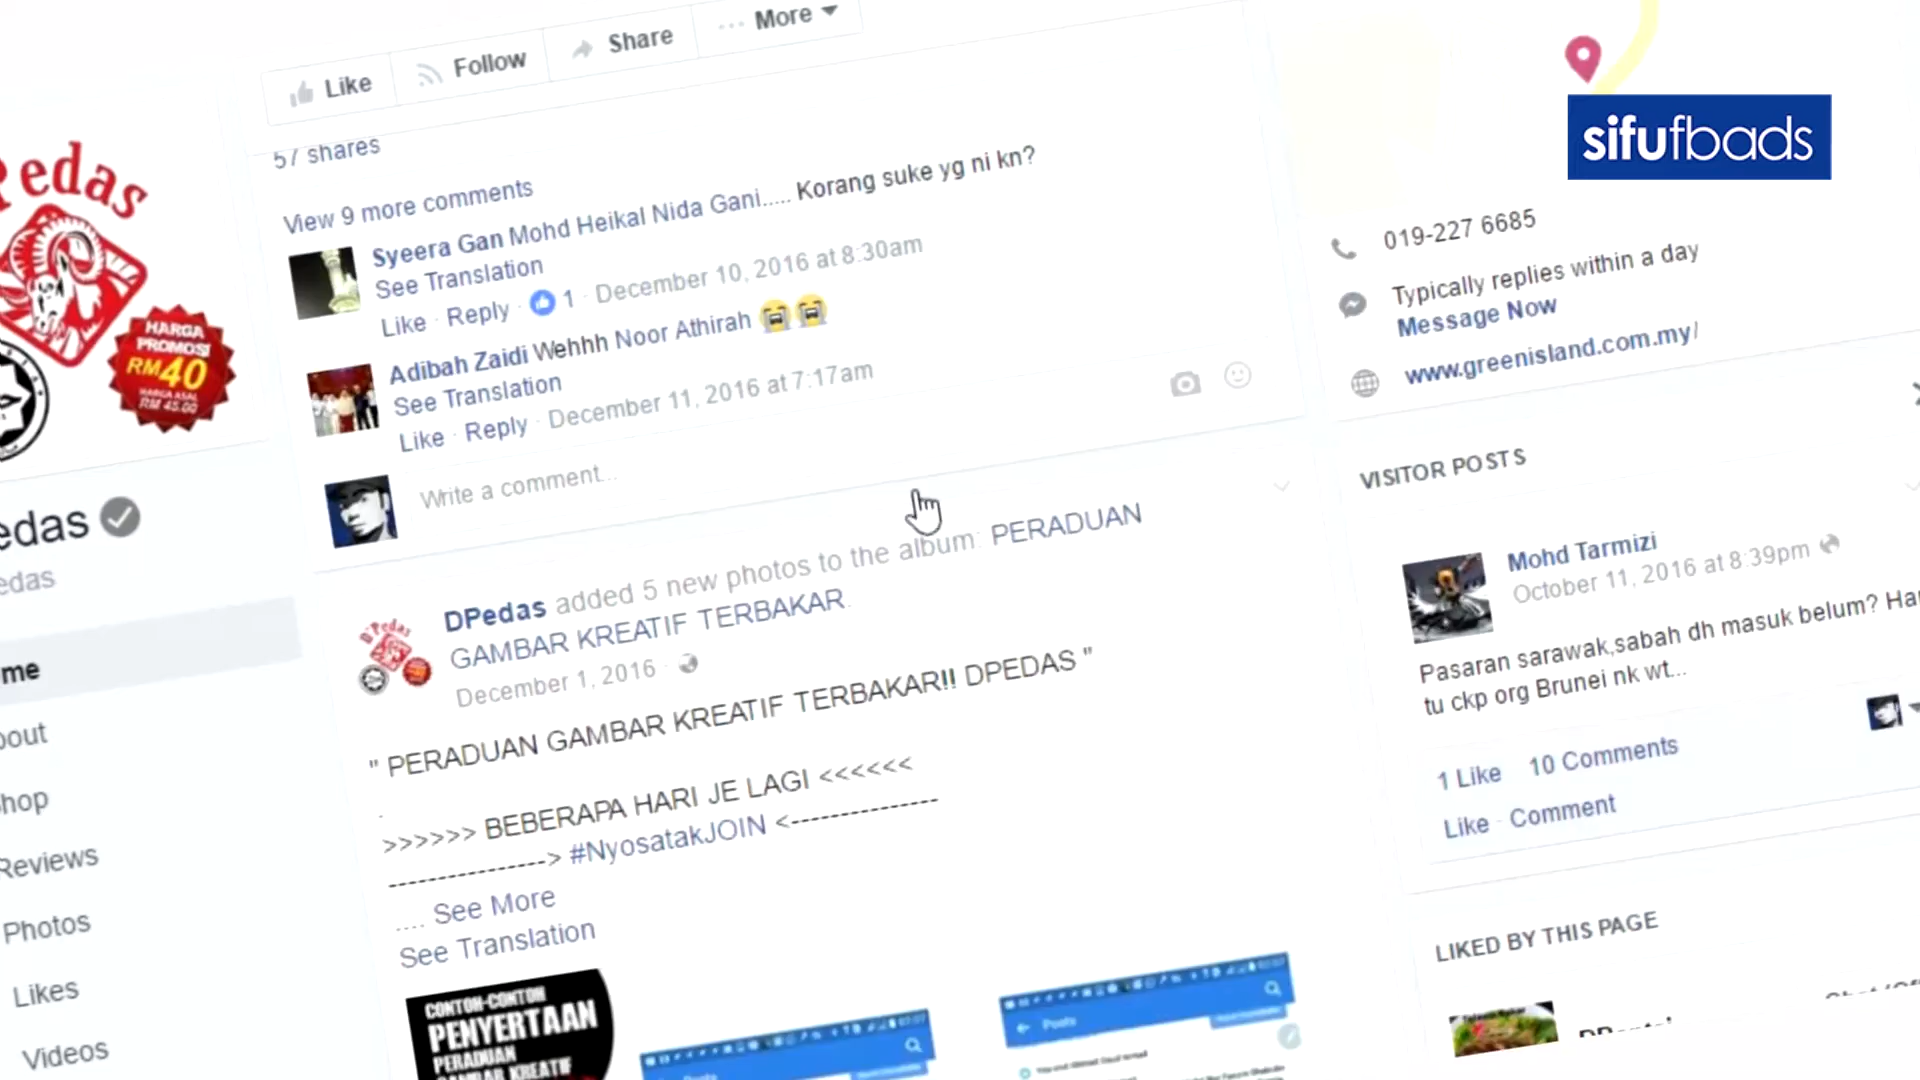 Like
Follow
Share
More
57 shares
View 9 more comments
Syeera Gan Mohd Heikal Nida Gani..... Korang suke yg ni kn?
See Translation
Like · Reply · 1 · December 10, 2016 at 8:30am
Adibah Zaidi Wehhh Noor Athirah
See Translation
Like · Reply · December 11, 2016 at 7:17am
Write a comment...
DPedas added 5 new photos to the album: PERADUAN
GAMBAR KREATIF TERBAKAR.
December 1, 2016 ·
" PERADUAN GAMBAR KREATIF TERBAKAR!! DPEDAS "
.
>>>>>> BEBERAPA HARI JE LAGI <<<<<<
---------------> #NyosatakJOIN <---------------
.... See More
See Translation
CONTOH-CONTOH
PENYERTAAN
PERADUAN
GAMBAR KREATIF
Posts
Posts
edas
HARGA
PROMOSI
RM40
HARGA ASAL
RM 45.00
edas
edas
me
out
hop
Reviews
Photos
Likes
Videos
sifufbads
019-227 6685
Typically replies within a day
Message Now
www.greenisland.com.my/
VISITOR POSTS
Mohd Tarmizi
October 11, 2016 at 8:39pm
Pasaran sarawak,sabah dh masuk belum? Har
tu ckp org Brunei nk wt...
1 Like 10 Comments
Like · Comment
LIKED BY THIS PAGE